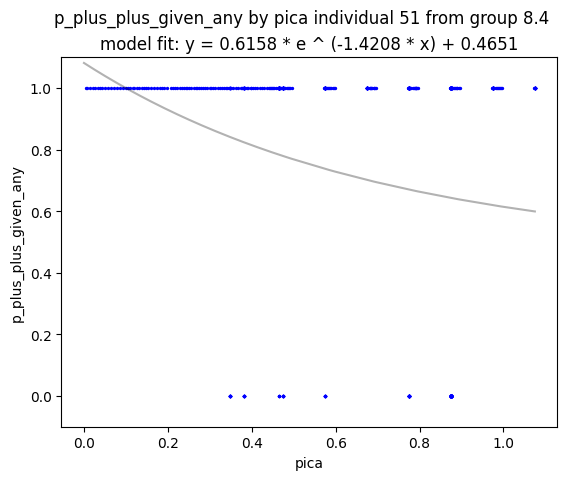 p_plus_plus_given_any by pica individual 51 from group 8.4
model fit: y = 0.6158 * e ^ (-1.4208 * x) + 0.4651
1.0
0.8
0.6
0.4
0.2
0.0
p_plus_plus_given_any
0.0 0.2 0.4 0.6 0.8 1.0
pica